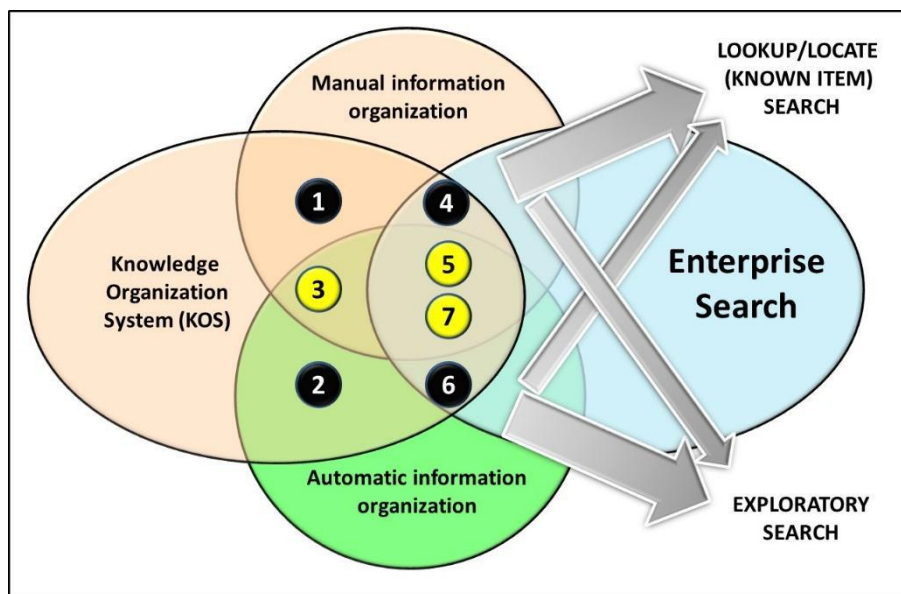 LOOKUP/LOCATE
(KNOWN ITEM)
SEARCH
Manual information
organization
1
4
Knowledge
Organization
System (KOS)
5
Enterprise
Search
3
7
2
6
Automatic information
organization
EXPLORATORY
SEARCH